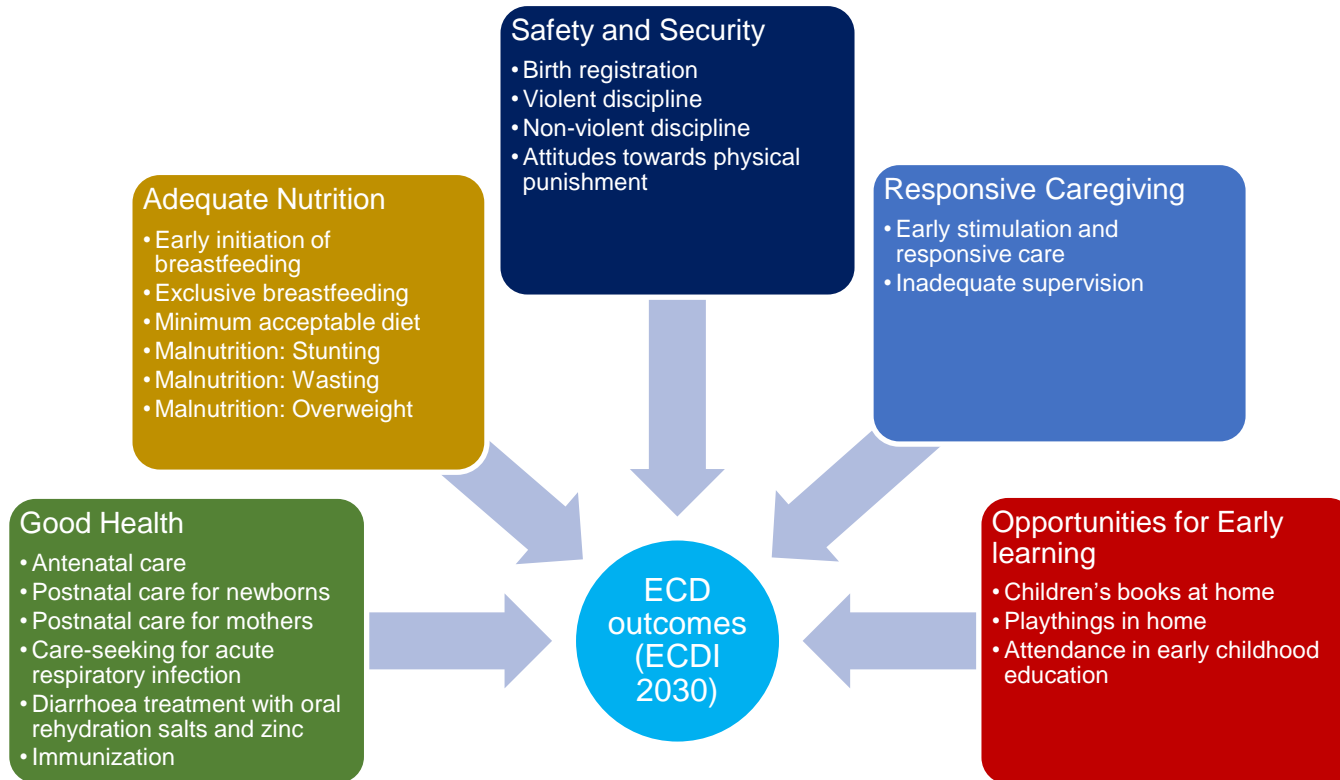 Safety and Security
• Birth registration
• Violent discipline
• Non-violent discipline
• Attitudes towards physical
punishment
Adequate Nutrition
• Early initiation of
breastfeeding
• Exclusive breastfeeding
• Minimum acceptable diet
• Malnutrition: Stunting
• Malnutrition: Wasting
• Malnutrition: Overweight
Responsive Caregiving
• Early stimulation and
responsive care
• Inadequate supervision
Good Health
• Antenatal care
• Postnatal care for newborns
• Postnatal care for mothers
• Care-seeking for acute
respiratory infection
• Diarrhoea treatment with oral
rehydration salts and zinc
• Immunization
ECD
outcomes
(ECDI
2030)
Opportunities for Early
learning
• Children’s books at home
• Playthings in home
• Attendance in early childhood
education